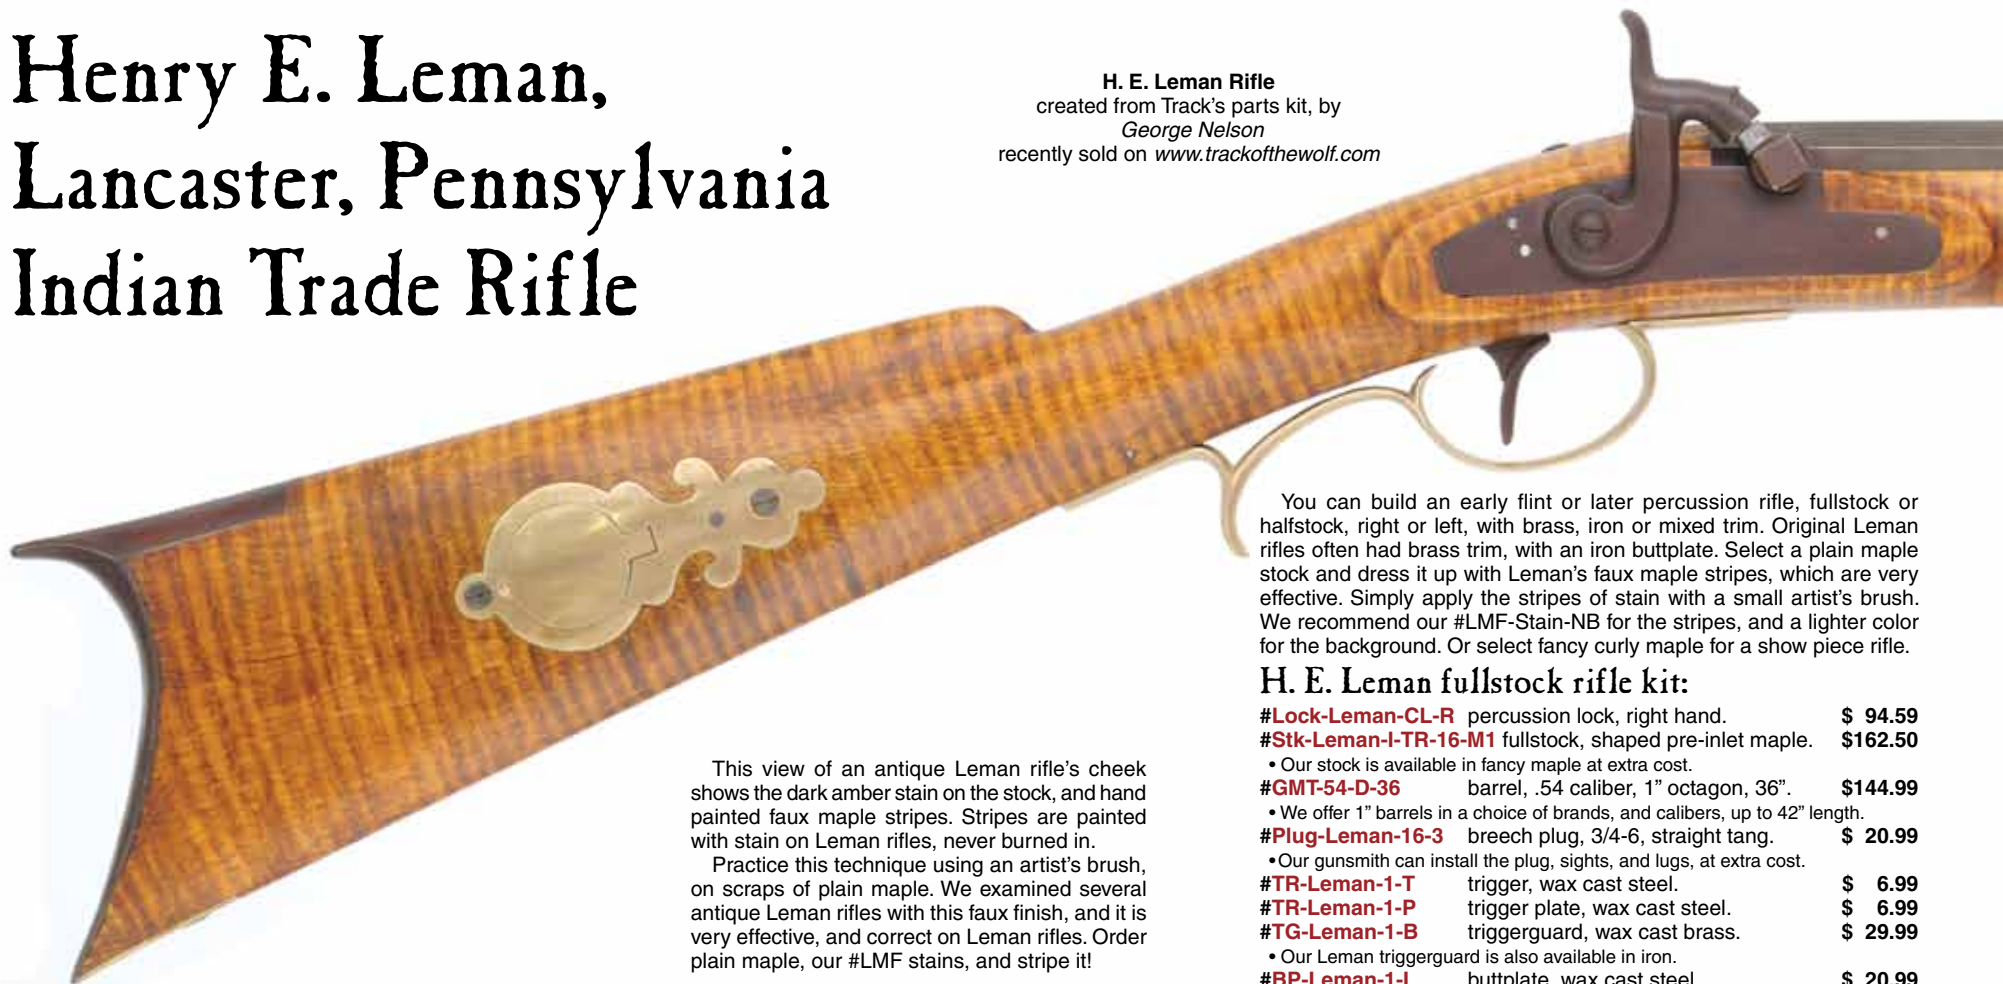 Henry E. Leman,
Lancaster, Pennsylvania
Indian Trade Rifle
H. E. Leman Rifle
created from Track's parts kit, by
George Nelson
recently sold on www.trackofthewolf.com
You can build an early flint or later percussion rifle, fullstock or
halfstock, right or left, with brass, iron or mixed trim. Original Leman
rifles often had brass trim, with an iron buttplate. Select a plain maple
stock and dress it up with Leman's faux maple stripes, which are very
effective. Simply apply the stripes of stain with a small artist's brush.
We recommend our #LMF-Stain-NB for the stripes, and a lighter color
for the background. Or select fancy curly maple for a show piece rifle.
H. E. Leman fullstock rifle kit:
#Lock-Leman-CL-R percussion lock, right hand. $ 94.59
#Stk-Leman-I-TR-16-M1 fullstock, shaped pre-inlet maple. $162.50
• Our stock is available in fancy maple at extra cost.
#GMT-54-D-36 barrel, .54 caliber, 1” octagon, 36”. $144.99
• We offer 1” barrels in a choice of brands, and calibers, up to 42” length.
#Plug-Leman-16-3 breech plug, 3/4-6, straight tang. $ 20.99
•Our gunsmith can install the plug, sights, and lugs, at extra cost.
#TR-Leman-1-T trigger, wax cast steel. $ 6.99
#TR-Leman-1-P trigger plate, wax cast steel. $ 6.99
#TG-Leman-1-B triggerguard, wax cast brass. $ 29.99
• Our Leman triggerguard is also available in iron.
#BP-Leman-1-I buttplate, wax cast steel $ 20.99
This view of an antique Leman rifle's cheek
shows the dark amber stain on the stock, and hand
painted faux maple stripes. Stripes are painted
with stain on Leman rifles, never burned in.
Practice this technique using an artist's brush,
on scraps of plain maple. We examined several
antique Leman rifles with this faux finish, and it is
very effective, and correct on Leman rifles. Order
plain maple, our #LMF stains, and stripe it!